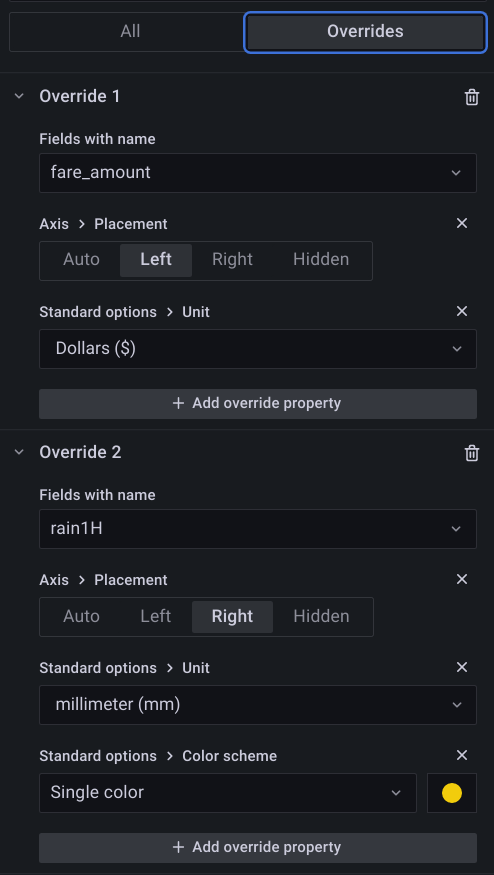 All Overrides
Override 1
Fields with name
fare_amount
Axis > Placement
Auto Left Right Hidden
Standard options > Unit
Dollars ($)
+ Add override property
Override 2
Fields with name
rain1H
Axis > Placement
Auto Left Right Hidden
Standard options > Unit
millimeter (mm)
Standard options > Color scheme
Single color
+ Add override property